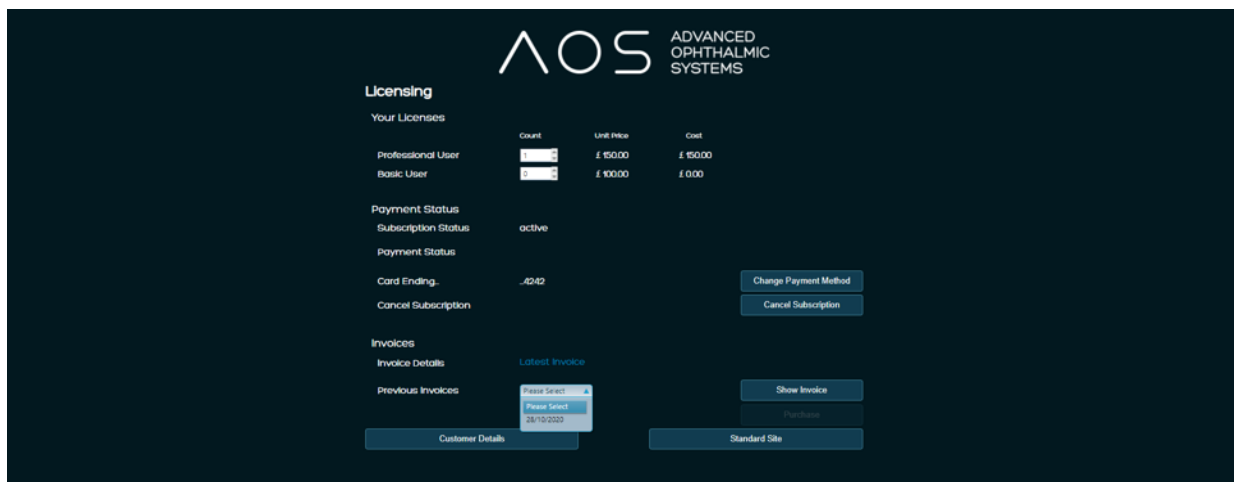 AOS ADVANCED
OPHTHALMIC
SYSTEMS
Licensing
Your Licenses
Count Unit Price Cost
Professional User 1 £ 150.00 £ 150.00
Basic User 0 £ 100.00 £ 0.00
Payment Status
Subscription Status active
Payment Status
Card Ending.. ..4242 Change Payment Method
Cancel Subscription Cancel Subscription
Invoices
Invoice Details Latest Invoice
Previous Invoices Please Select Show Invoice
Please Select Purchase
28/10/2020
Customer Details Standard Site